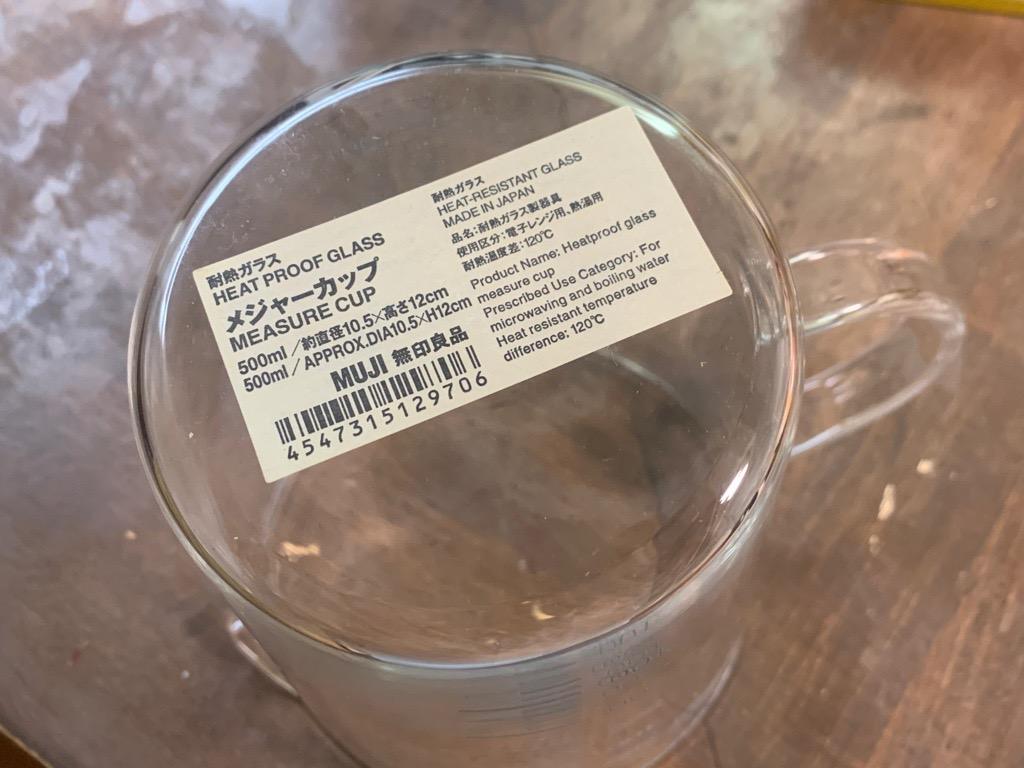 耐熱ガラス
HEAT PROOF GLASS
メジャーカップ
MEASURE CUP
500ml／約直径10.5×高さ12cm
500ml／APPROX.DIA10.5×H12cm
MUJI 無印良品
4547315129706
耐熱ガラス
HEAT-RESISTANT GLASS
MADE IN JAPAN
品名:耐熱ガラス製器具
使用区分:電子レンジ用、熱湯用
耐熱温度差:120℃
Product Name: Heatproof glass
measure cup
Prescribed Use Category: For
microwaving and boiling water
Heat resistant temperature
difference; 120℃